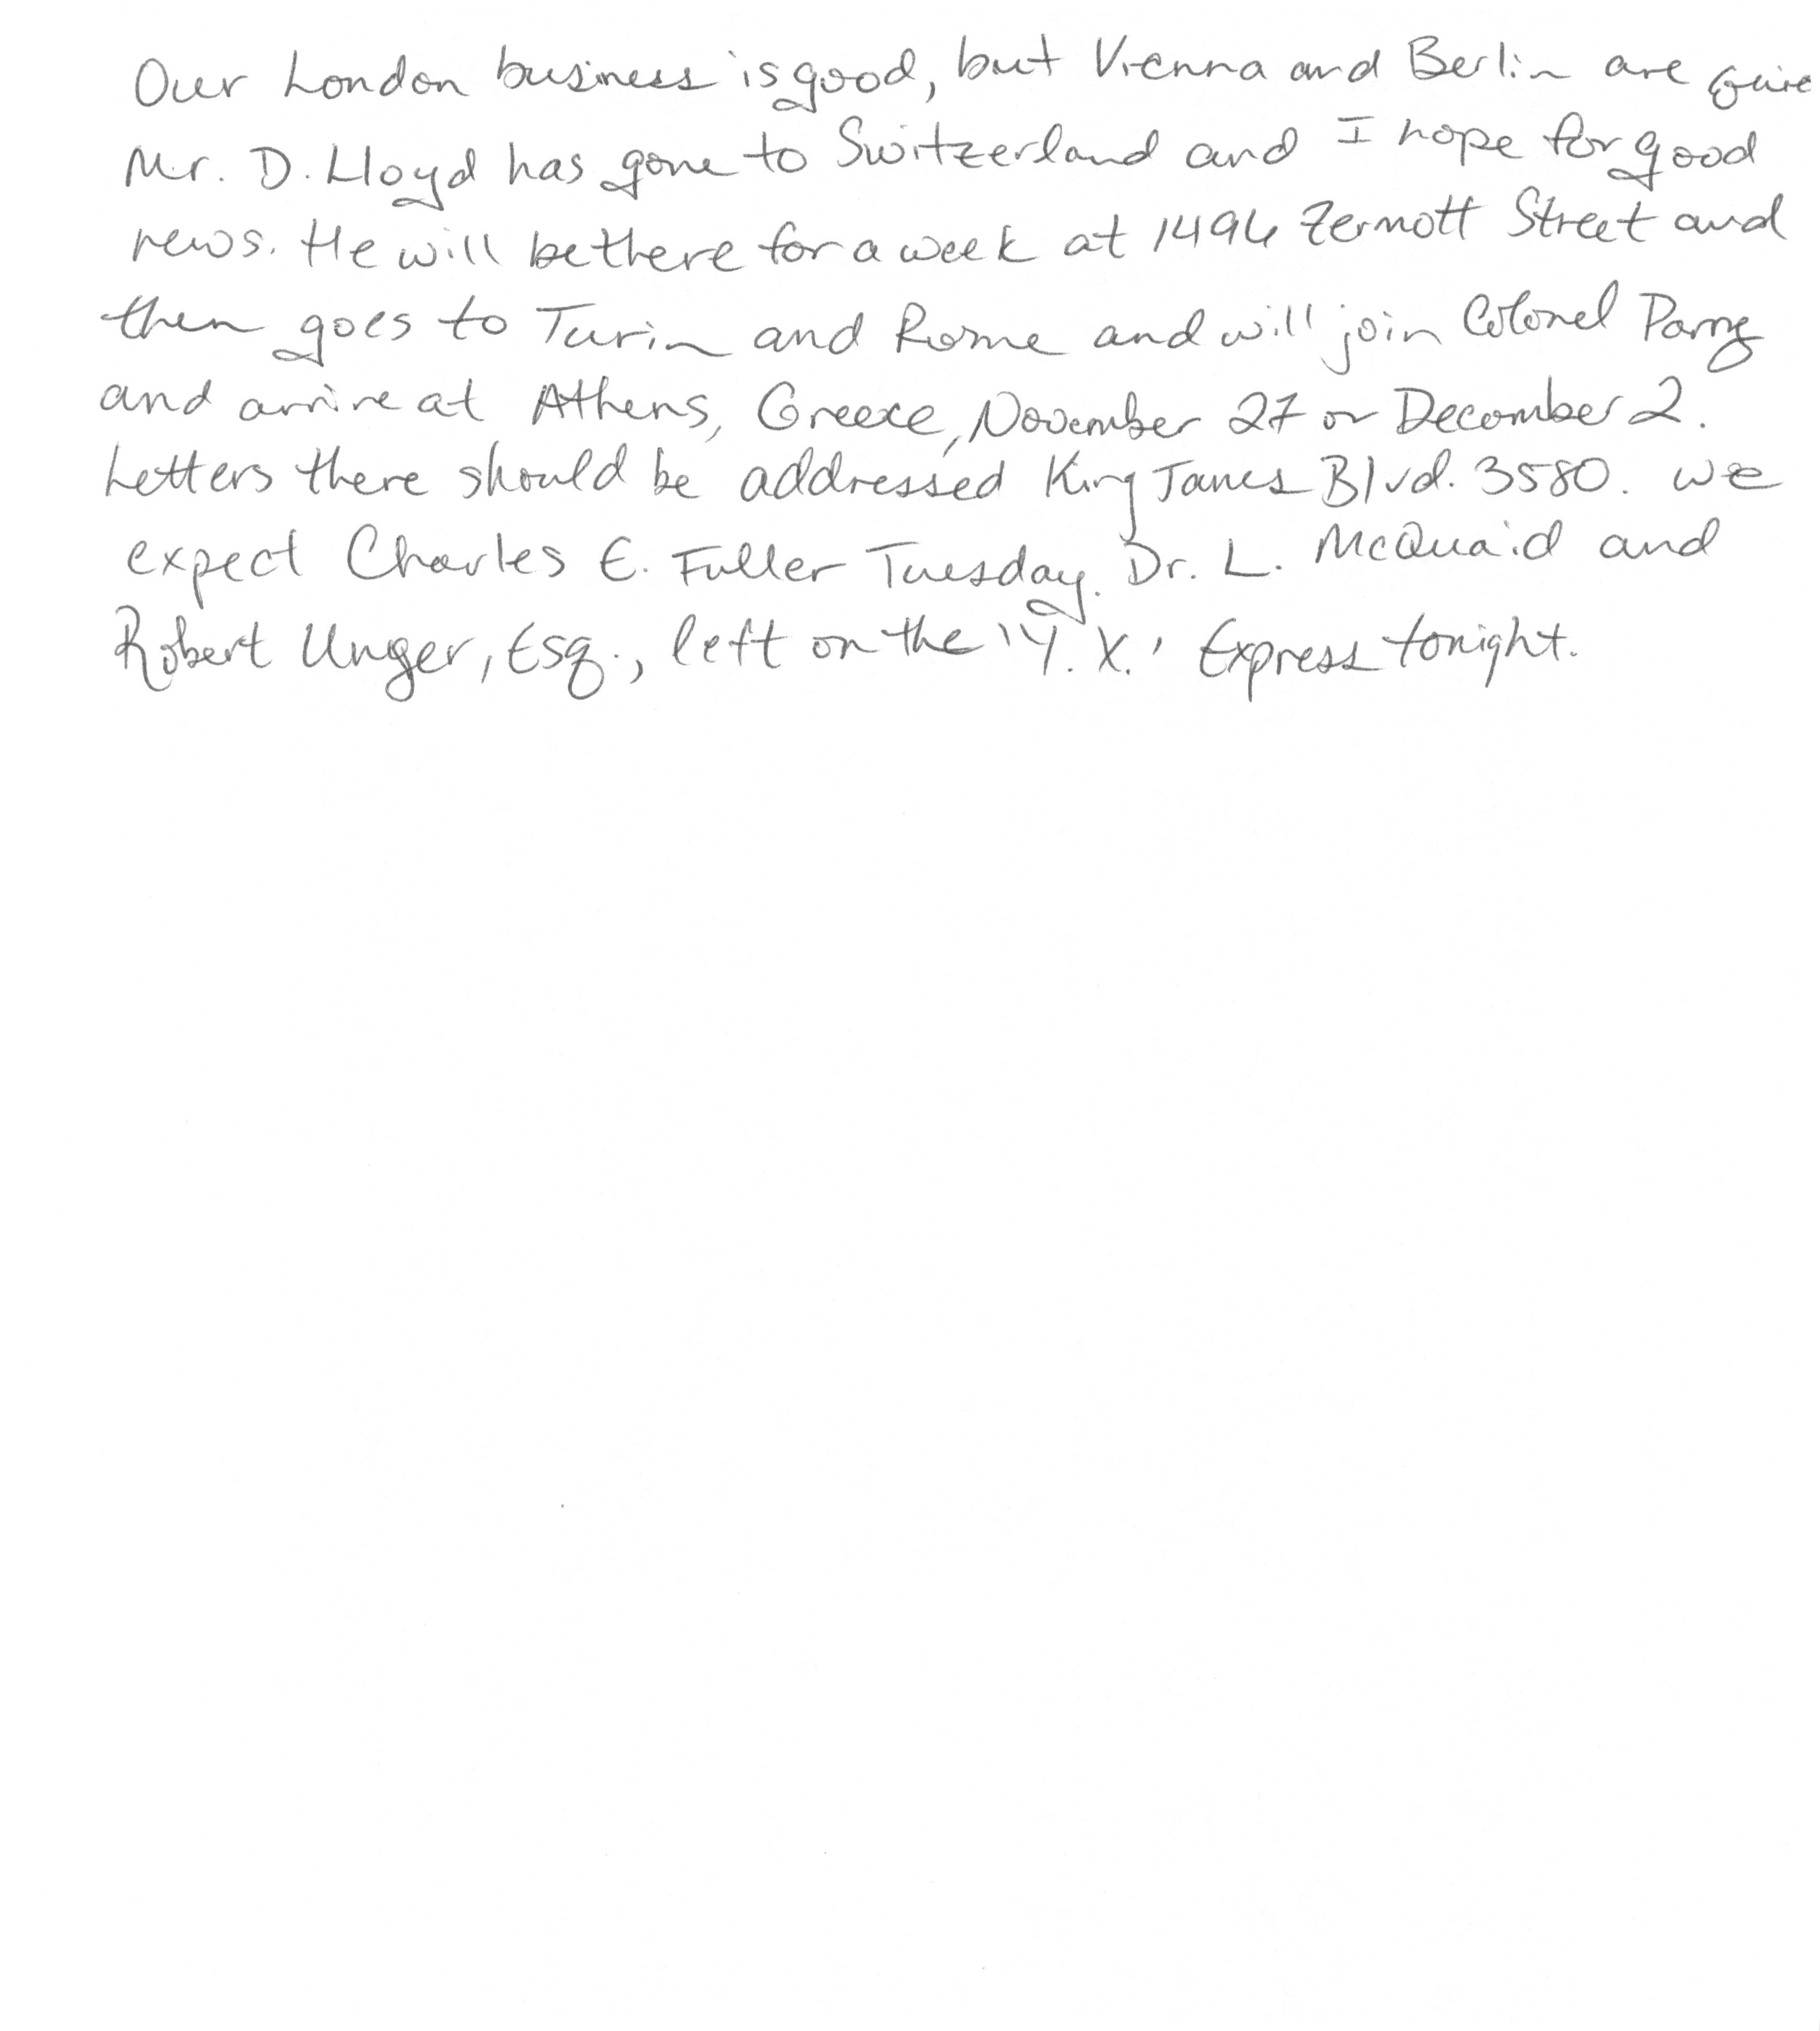 Our London business is good, but Vienna and Berlin are
Mr. D. Lloyd has gone to Switzerland and I hope for good
news. He will be there for a week at 1496 Zermott Street and
then goes to Turin and Rome and will join Colonel Parry
and arrive at Athens, Greece, November 27 or December 2.
Letters there should be addressed King James Blvd. 3580. We
expect Charles E. Fuller Tuesday. Dr. L. McQuaid and
Robert Unger, Esq., left on the 'Y. X.' Express tonight.